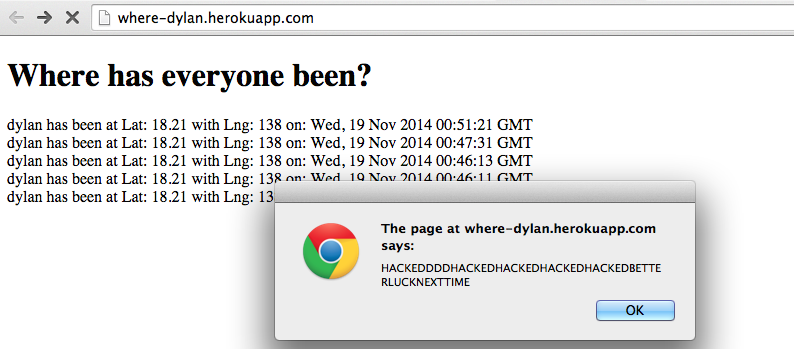 where-dylan.herokuapp.com
Where has everyone been?
dylan has been at Lat: 18.21 with Lng: 138 on: Wed, 19 Nov 2014 00:51:21 GMT
dylan has been at Lat: 18.21 with Lng: 138 on: Wed, 19 Nov 2014 00:47:31 GMT
dylan has been at Lat: 18.21 with Lng: 138 on: Wed, 19 Nov 2014 00:46:13 GMT
dylan has been at Lat: 18.21 with Lng: 138 on: Wed, 19 Nov 2014 00:46:11 GMT
dylan has been at Lat: 18.21 with Lng: 13
The page at where-dylan.herokuapp.com
says:
HACKEDDDDHACKEDHACKEDHACKEDHACKEDBETTE
RLUCKNEXTTIME
OK